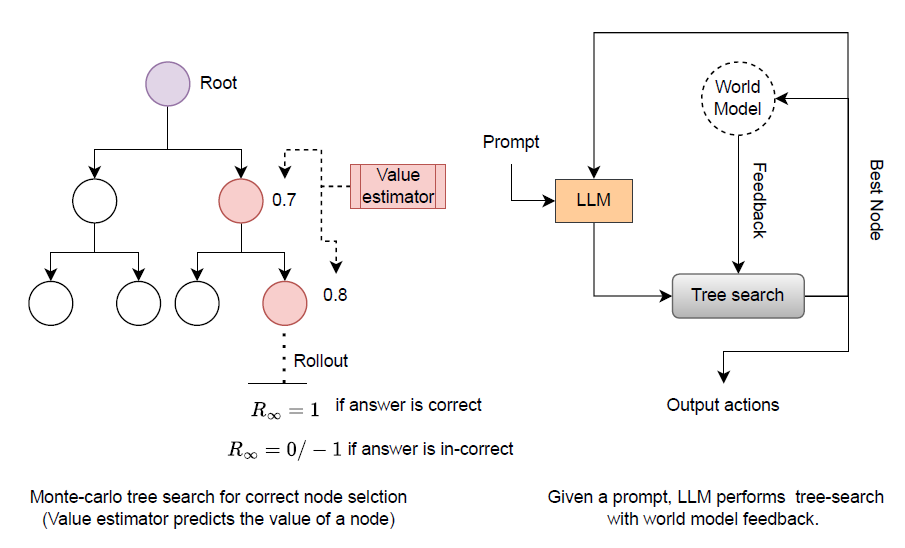 Root
0.7
Value
estimator
0.8
Rollout
R∞ = 1 if answer is correct
R∞ = 0/ − 1 if answer is in-correct
Monte-carlo tree search for correct node selction
(Value estimator predicts the value of a node)
World
Model
Prompt
Feedback
Best Node
LLM
Tree search
Output actions
Given a prompt, LLM performs tree-search
with world model feedback.